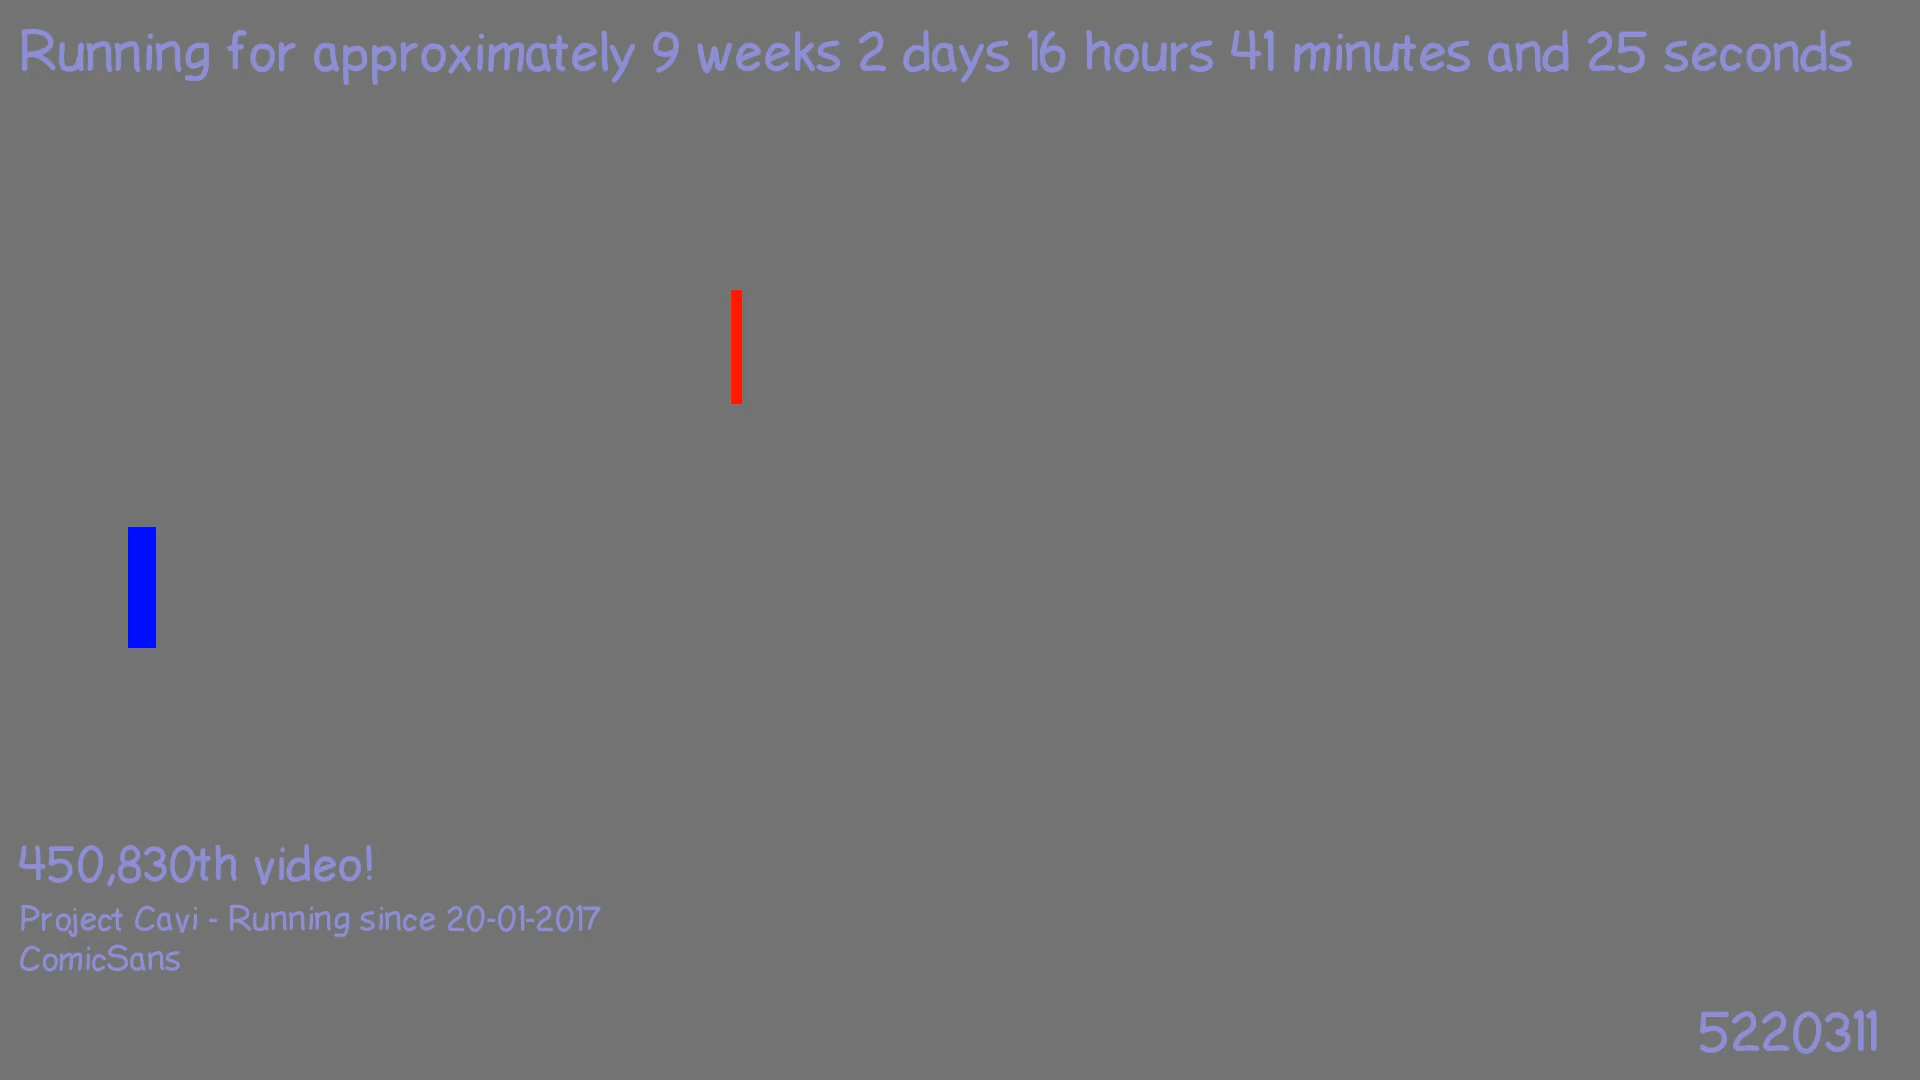 Running for approximately 9 weeks 2 days 16 hours 41 minutes and 25 seconds
450,830th video!
Project Cavi - Running since 20-01-2017
ComicSans
5220311